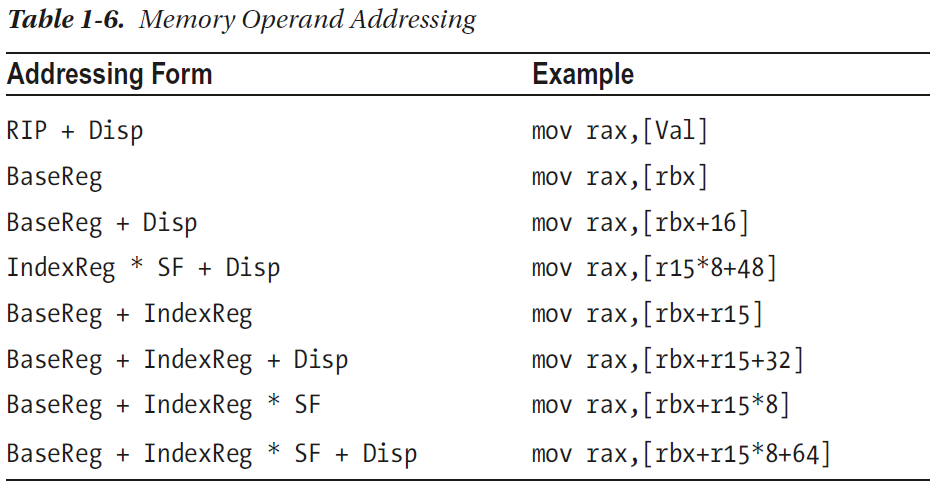 Table 1-6. Memory Operand Addressing
Addressing Form Example
RIP + Disp mov rax,[Val]
BaseReg mov rax,[rbx]
BaseReg + Disp mov rax,[rbx+16]
IndexReg * SF + Disp mov rax,[r15*8+48]
BaseReg + IndexReg mov rax,[rbx+r15]
BaseReg + IndexReg + Disp mov rax,[rbx+r15+32]
BaseReg + IndexReg * SF mov rax,[rbx+r15*8]
BaseReg + IndexReg * SF + Disp mov rax,[rbx+r15*8+64]